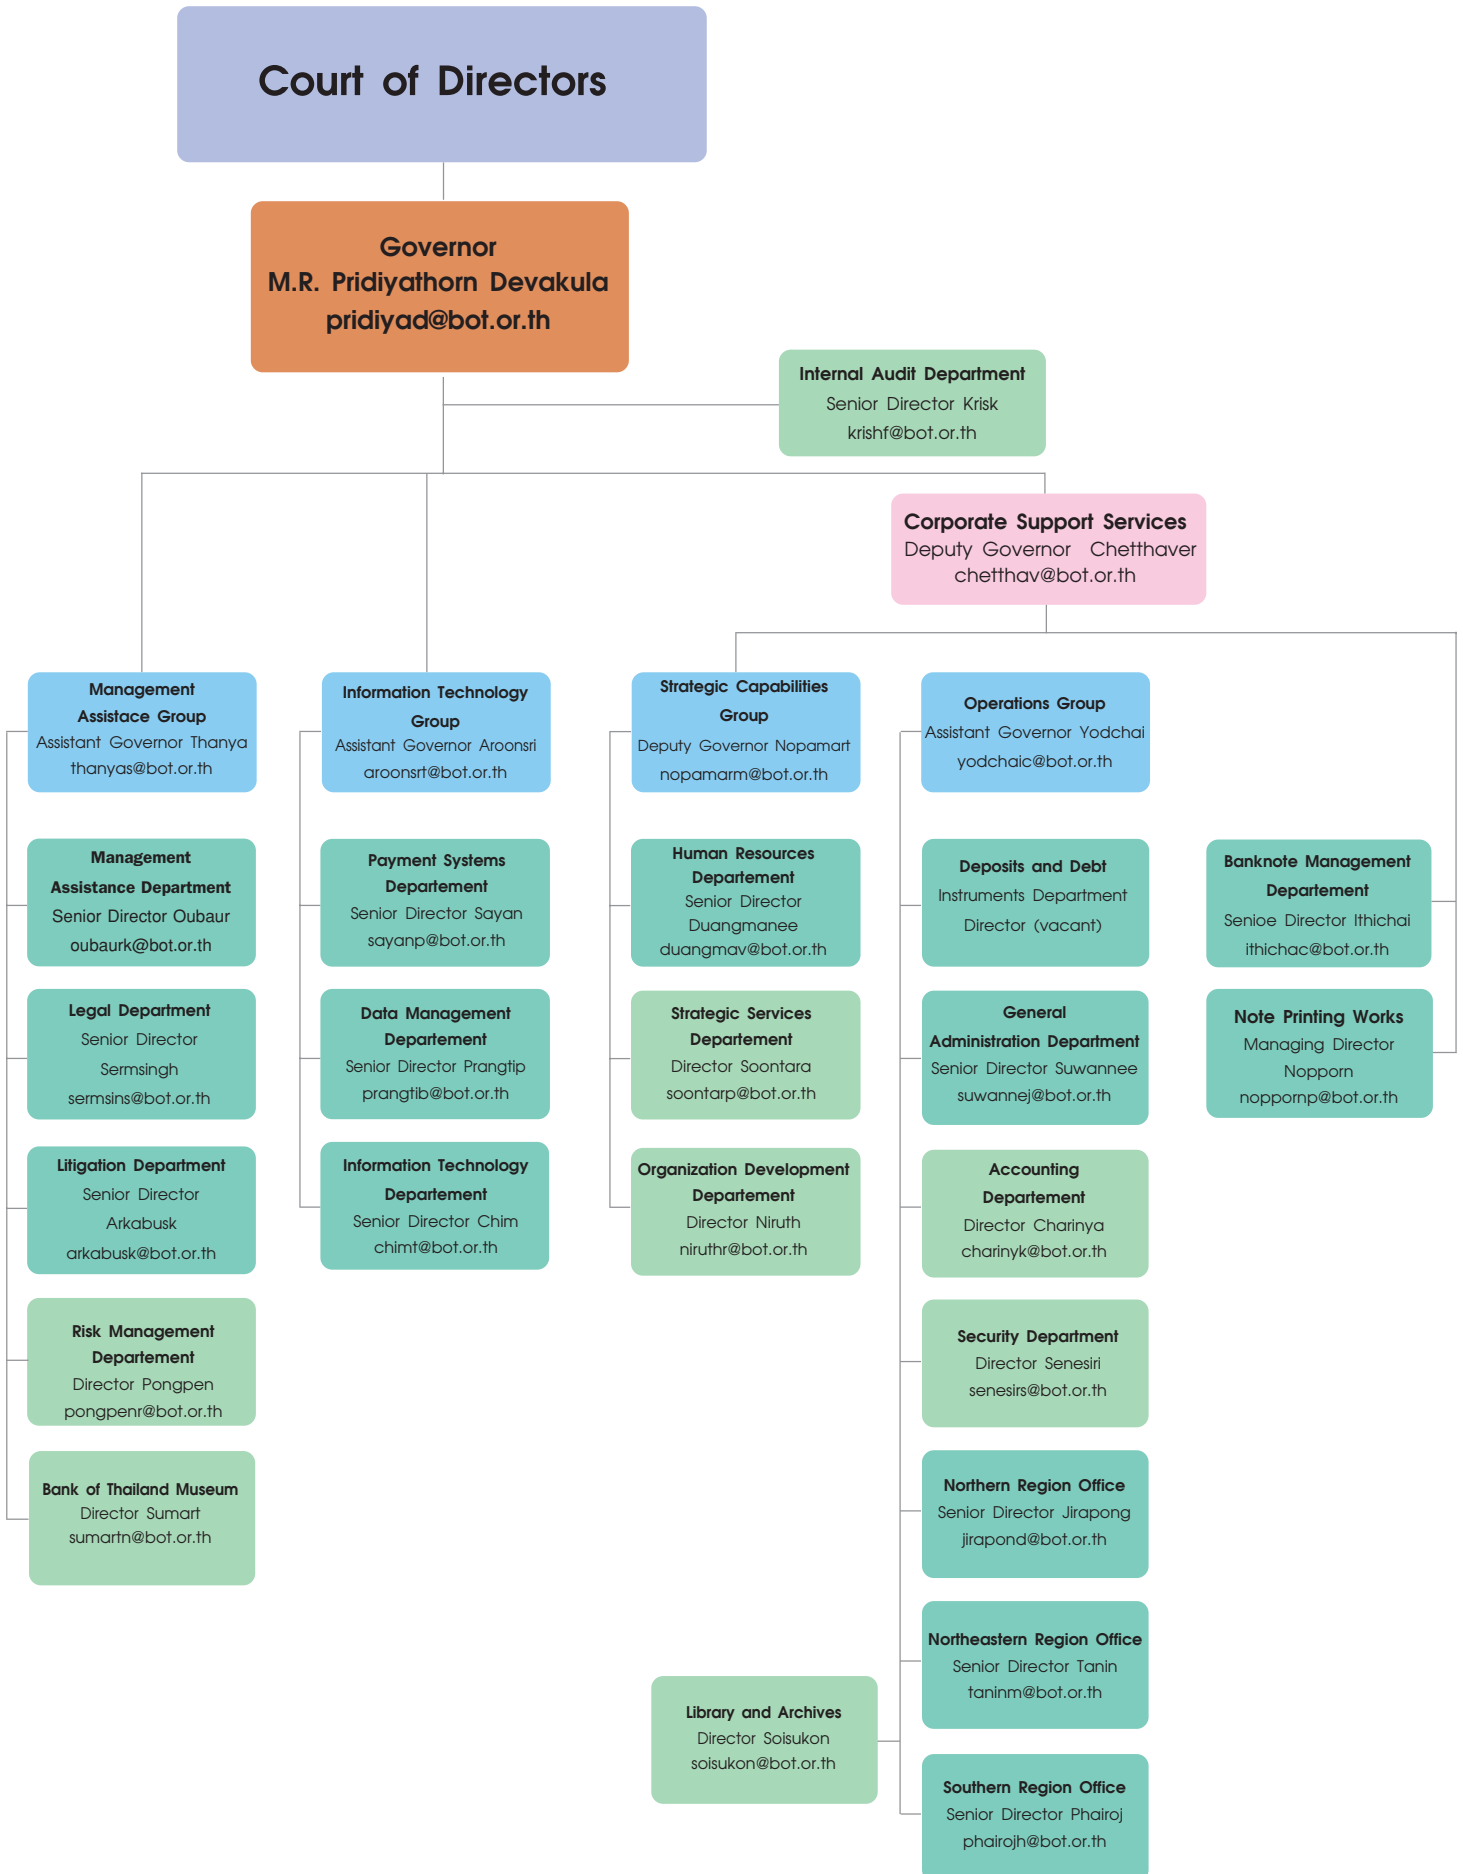 Court of Directors
Governor
M.R. Pridiyathorn Devakula
pridiyad@bot.or.th
Internal Audit Department
Senior Director Krisk
krishf@bot.or.th
Corporate Support Services
Deputy Governor Chetthaver
chetthav@bot.or.th
Management
Assistace Group
Assistant Governor Thanya
thanyas@bot.or.th
Information Technology
Group
Assistant Governor Aroonsri
aroonsrt@bot.or.th
Strategic Capabilities
Group
Deputy Governor Nopamart
nopamarm@bot.or.th
Operations Group
Assistant Governor Yodchai
yodchaic@bot.or.th
Management
Assistance Department
Senior Director Oubaur
oubaurk@bot.or.th
Payment Systems
Departement
Senior Director Sayan
sayanp@bot.or.th
Human Resources
Departement
Senior Director
Duangmanee
duangmav@bot.or.th
Deposits and Debt
Instruments Department
Director (vacant)
Banknote Management
Departement
Senioe Director Ithichai
ithichac@bot.or.th
Legal Department
Senior Director
Sermsingh
sermsins@bot.or.th
Data Management
Departement
Senior Director Prangtip
prangtib@bot.or.th
Strategic Services
Departement
Director Soontara
soontarp@bot.or.th
General
Administration Department
Senior Director Suwannee
suwannej@bot.or.th
Note Printing Works
Managing Director
Nopporn
noppornp@bot.or.th
Litigation Department
Senior Director
Arkabusk
arkabusk@bot.or.th
Information Technology
Departement
Senior Director Chim
chimt@bot.or.th
Organization Development
Departement
Director Niruth
niruthr@bot.or.th
Accounting
Departement
Director Charinya
charinyk@bot.or.th
Risk Management
Departement
Director Pongpen
pongpenr@bot.or.th
Security Department
Director Senesiri
senesirs@bot.or.th
Bank of Thailand Museum
Director Sumart
sumartn@bot.or.th
Northern Region Office
Senior Director Jirapong
jirapond@bot.or.th
Northeastern Region Office
Senior Director Tanin
taninm@bot.or.th
Library and Archives
Director Soisukon
soisukon@bot.or.th
Southern Region Office
Senior Director Phairoj
phairojh@bot.or.th